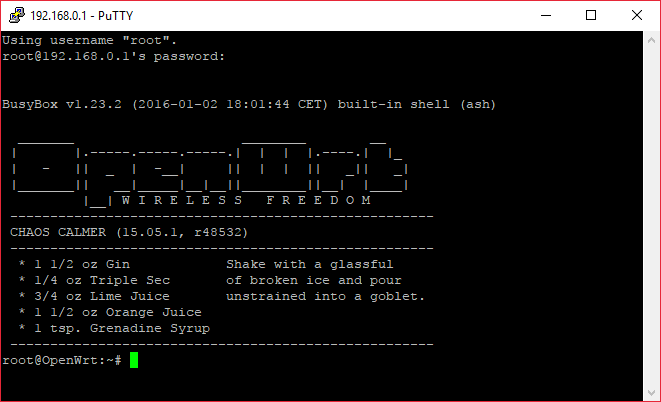 192.168.0.1 - PuTTY
Using username "root".
root@192.168.0.1's password:
BusyBox v1.23.2 (2016-01-02 18:01:44 CET) built-in shell (ash)
OpenWrt
W I R E L E S S   F R E E D O M
-----------------------------------------------------
CHAOS CALMER (15.05.1, r48532)
-----------------------------------------------------
* 1 1/2 oz Gin            Shake with a glassful
* 1/4 oz Triple Sec       of broken ice and pour
* 3/4 oz Lime Juice       unstrained into a goblet.
* 1 1/2 oz Orange Juice
* 1 tsp. Grenadine Syrup
-----------------------------------------------------
root@OpenWrt:~#